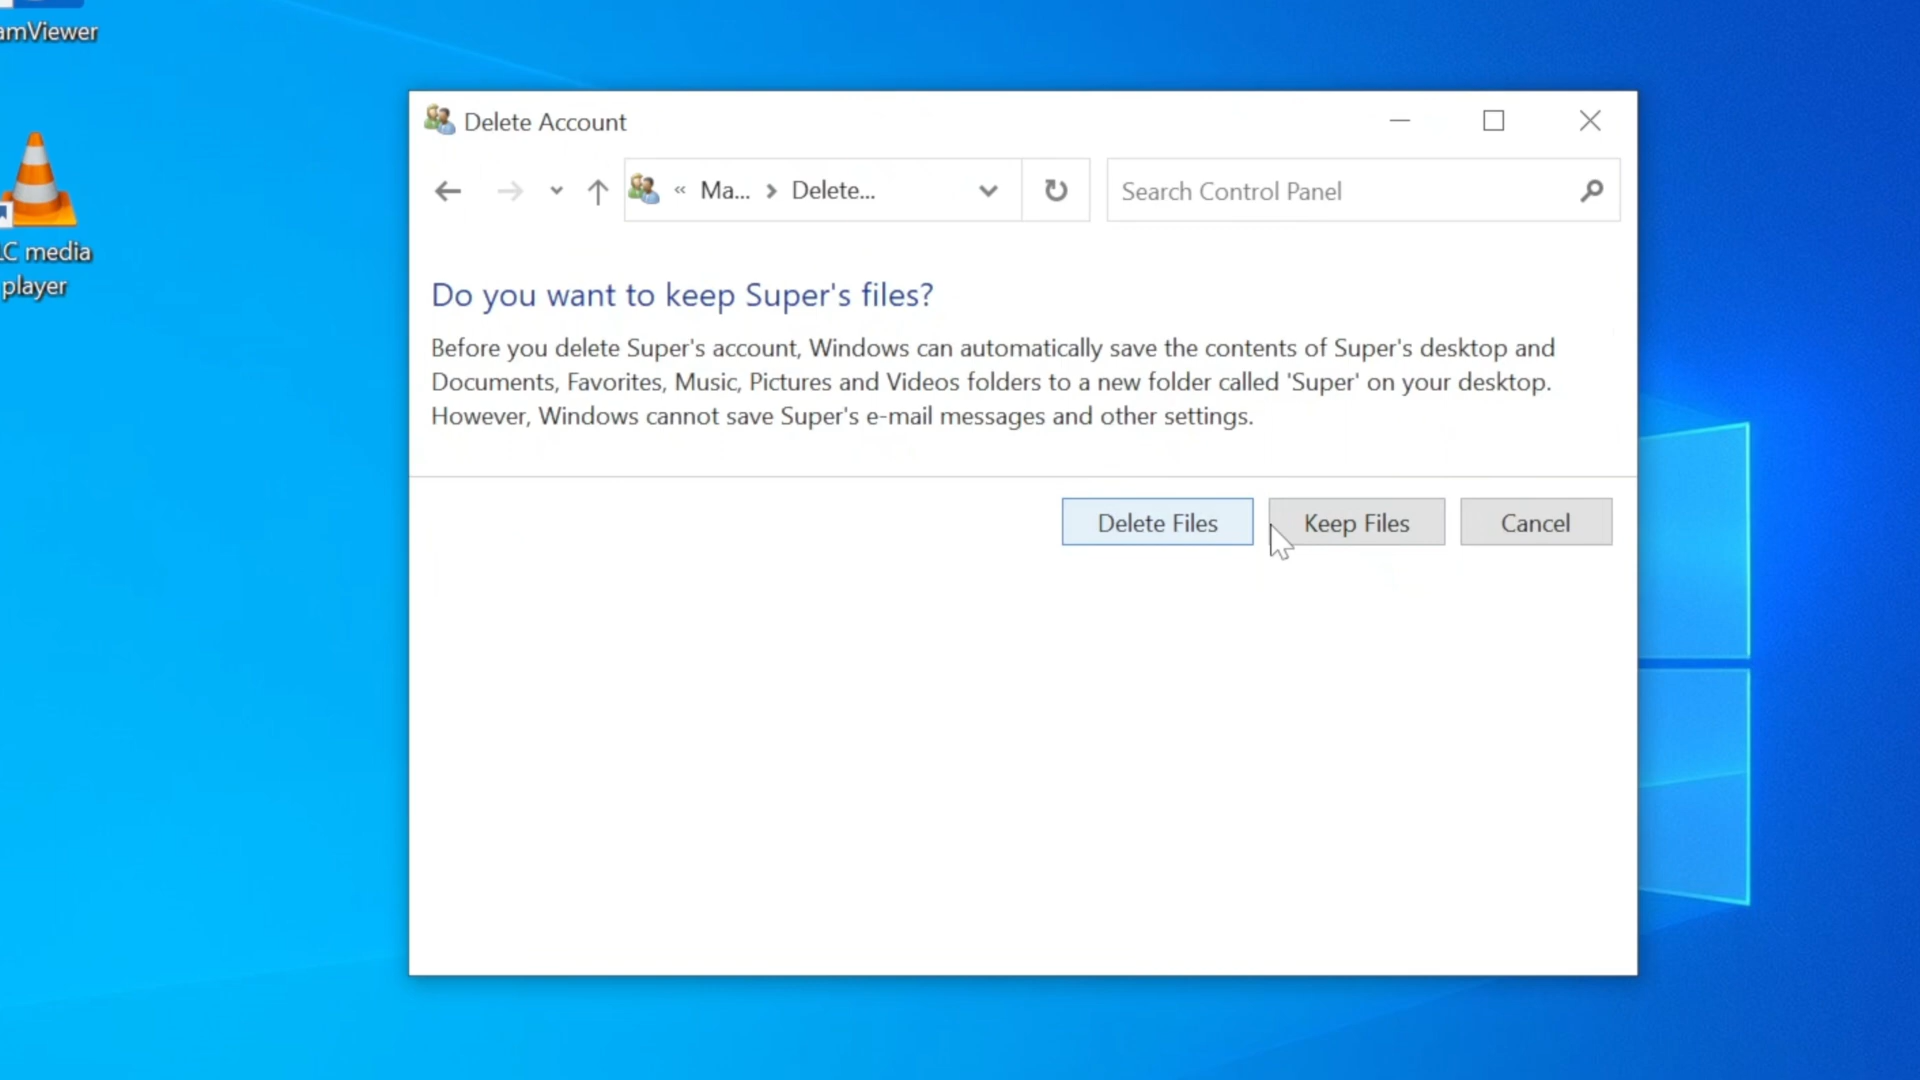 amViewer
LC media
player
Delete Account
« Ma... > Delete...
Search Control Panel
Do you want to keep Super's files?
Before you delete Super's account, Windows can automatically save the contents of Super's desktop and
Documents, Favorites, Music, Pictures and Videos folders to a new folder called 'Super' on your desktop.
However, Windows cannot save Super's e-mail messages and other settings.
Delete Files
Keep Files
Cancel